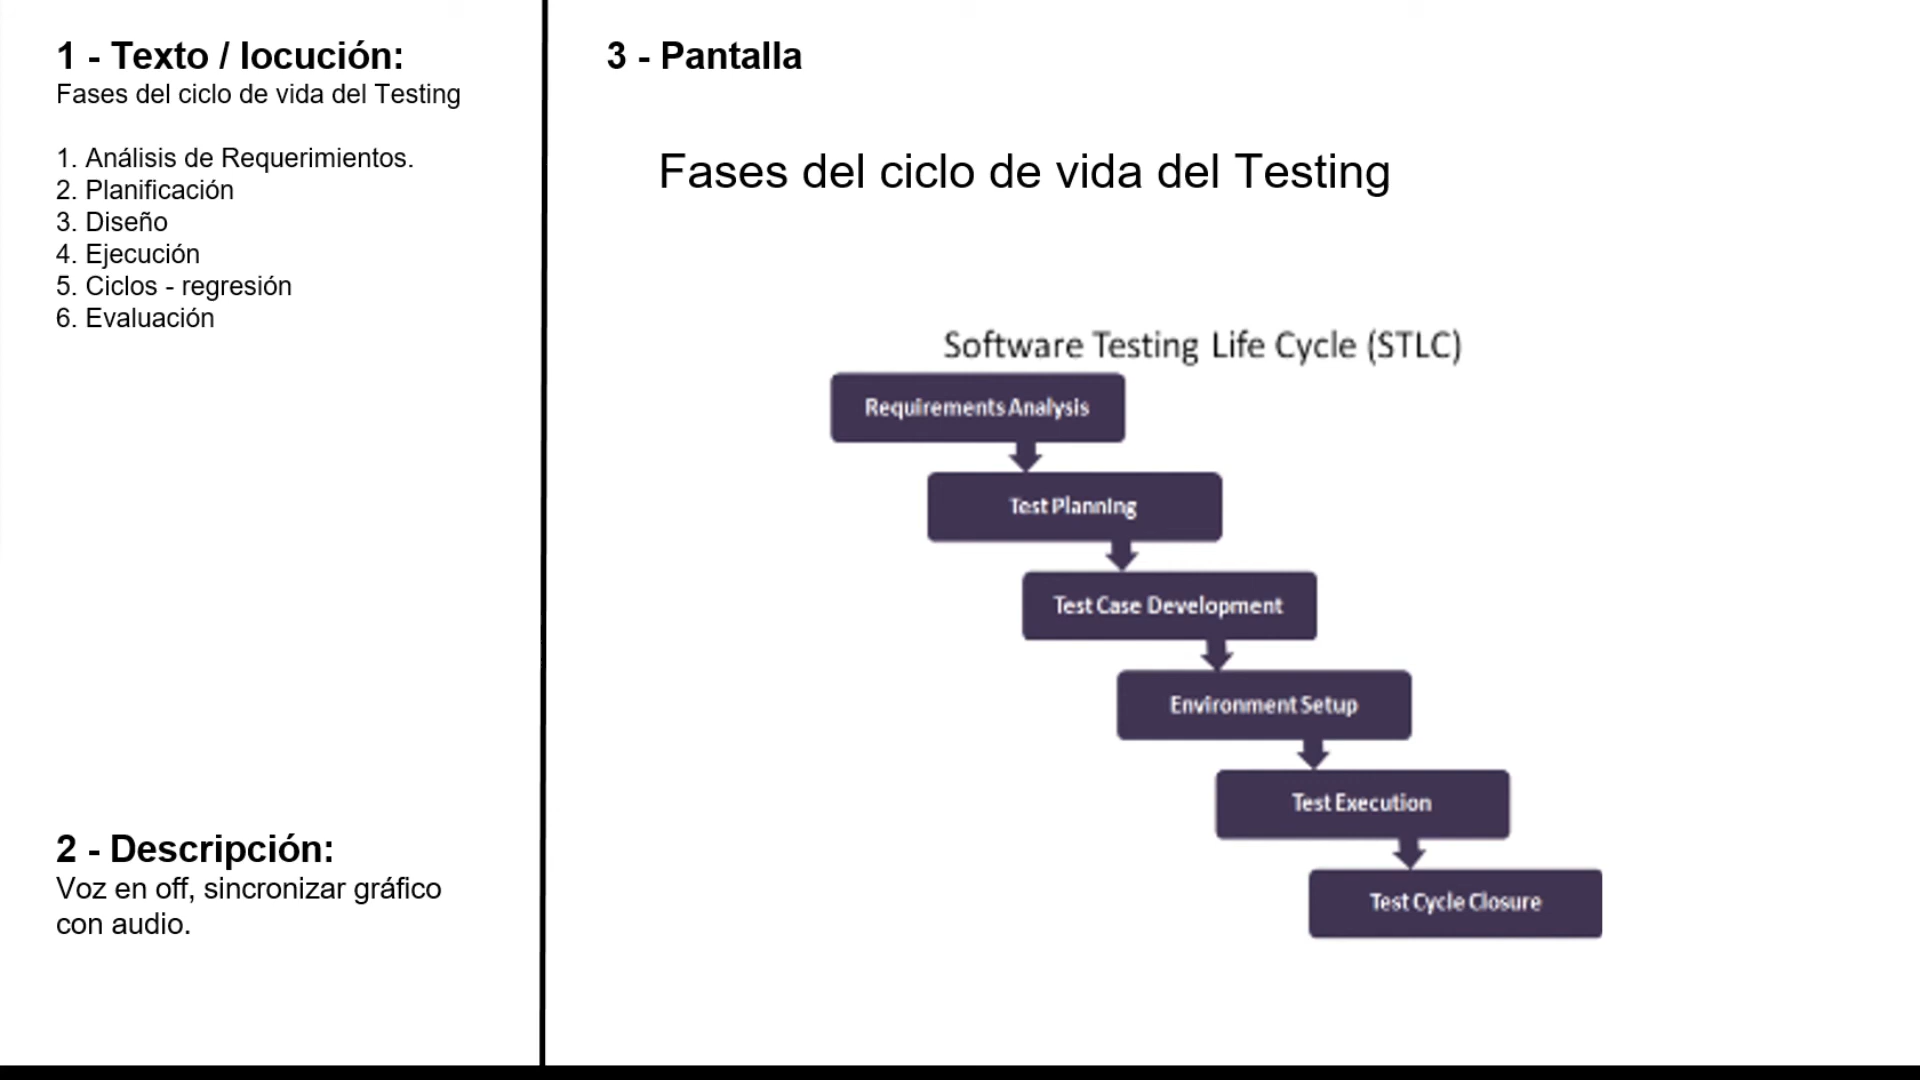 1 - Texto / locución:
Fases del ciclo de vida del Testing
1. Análisis de Requerimientos.
2. Planificación
3. Diseño
4. Ejecución
5. Ciclos - regresión
6. Evaluación
2 - Descripción:
Voz en off, sincronizar gráfico
con audio.
3 - Pantalla
Fases del ciclo de vida del Testing
Software Testing Life Cycle (STLC)
Requirements Analysis
Test Planning
Test Case Development
Environment Setup
Test Execution
Test Cycle Closure